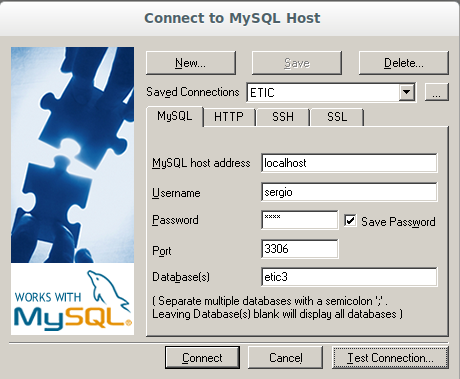 Connect to MySQL Host
New...
Save
Delete...
Saved Connections
ETIC
...
MySQL
HTTP
SSH
SSL
MySQL host address
localhost
Username
sergio
Password
****
Save Password
Port
3306
Database(s)
etic3
( Separate multiple databases with a semicolon ';' .
Leaving Database(s) blank will display all databases )
WORKS WITH
MySQL®
Connect
Cancel
Test Connection...